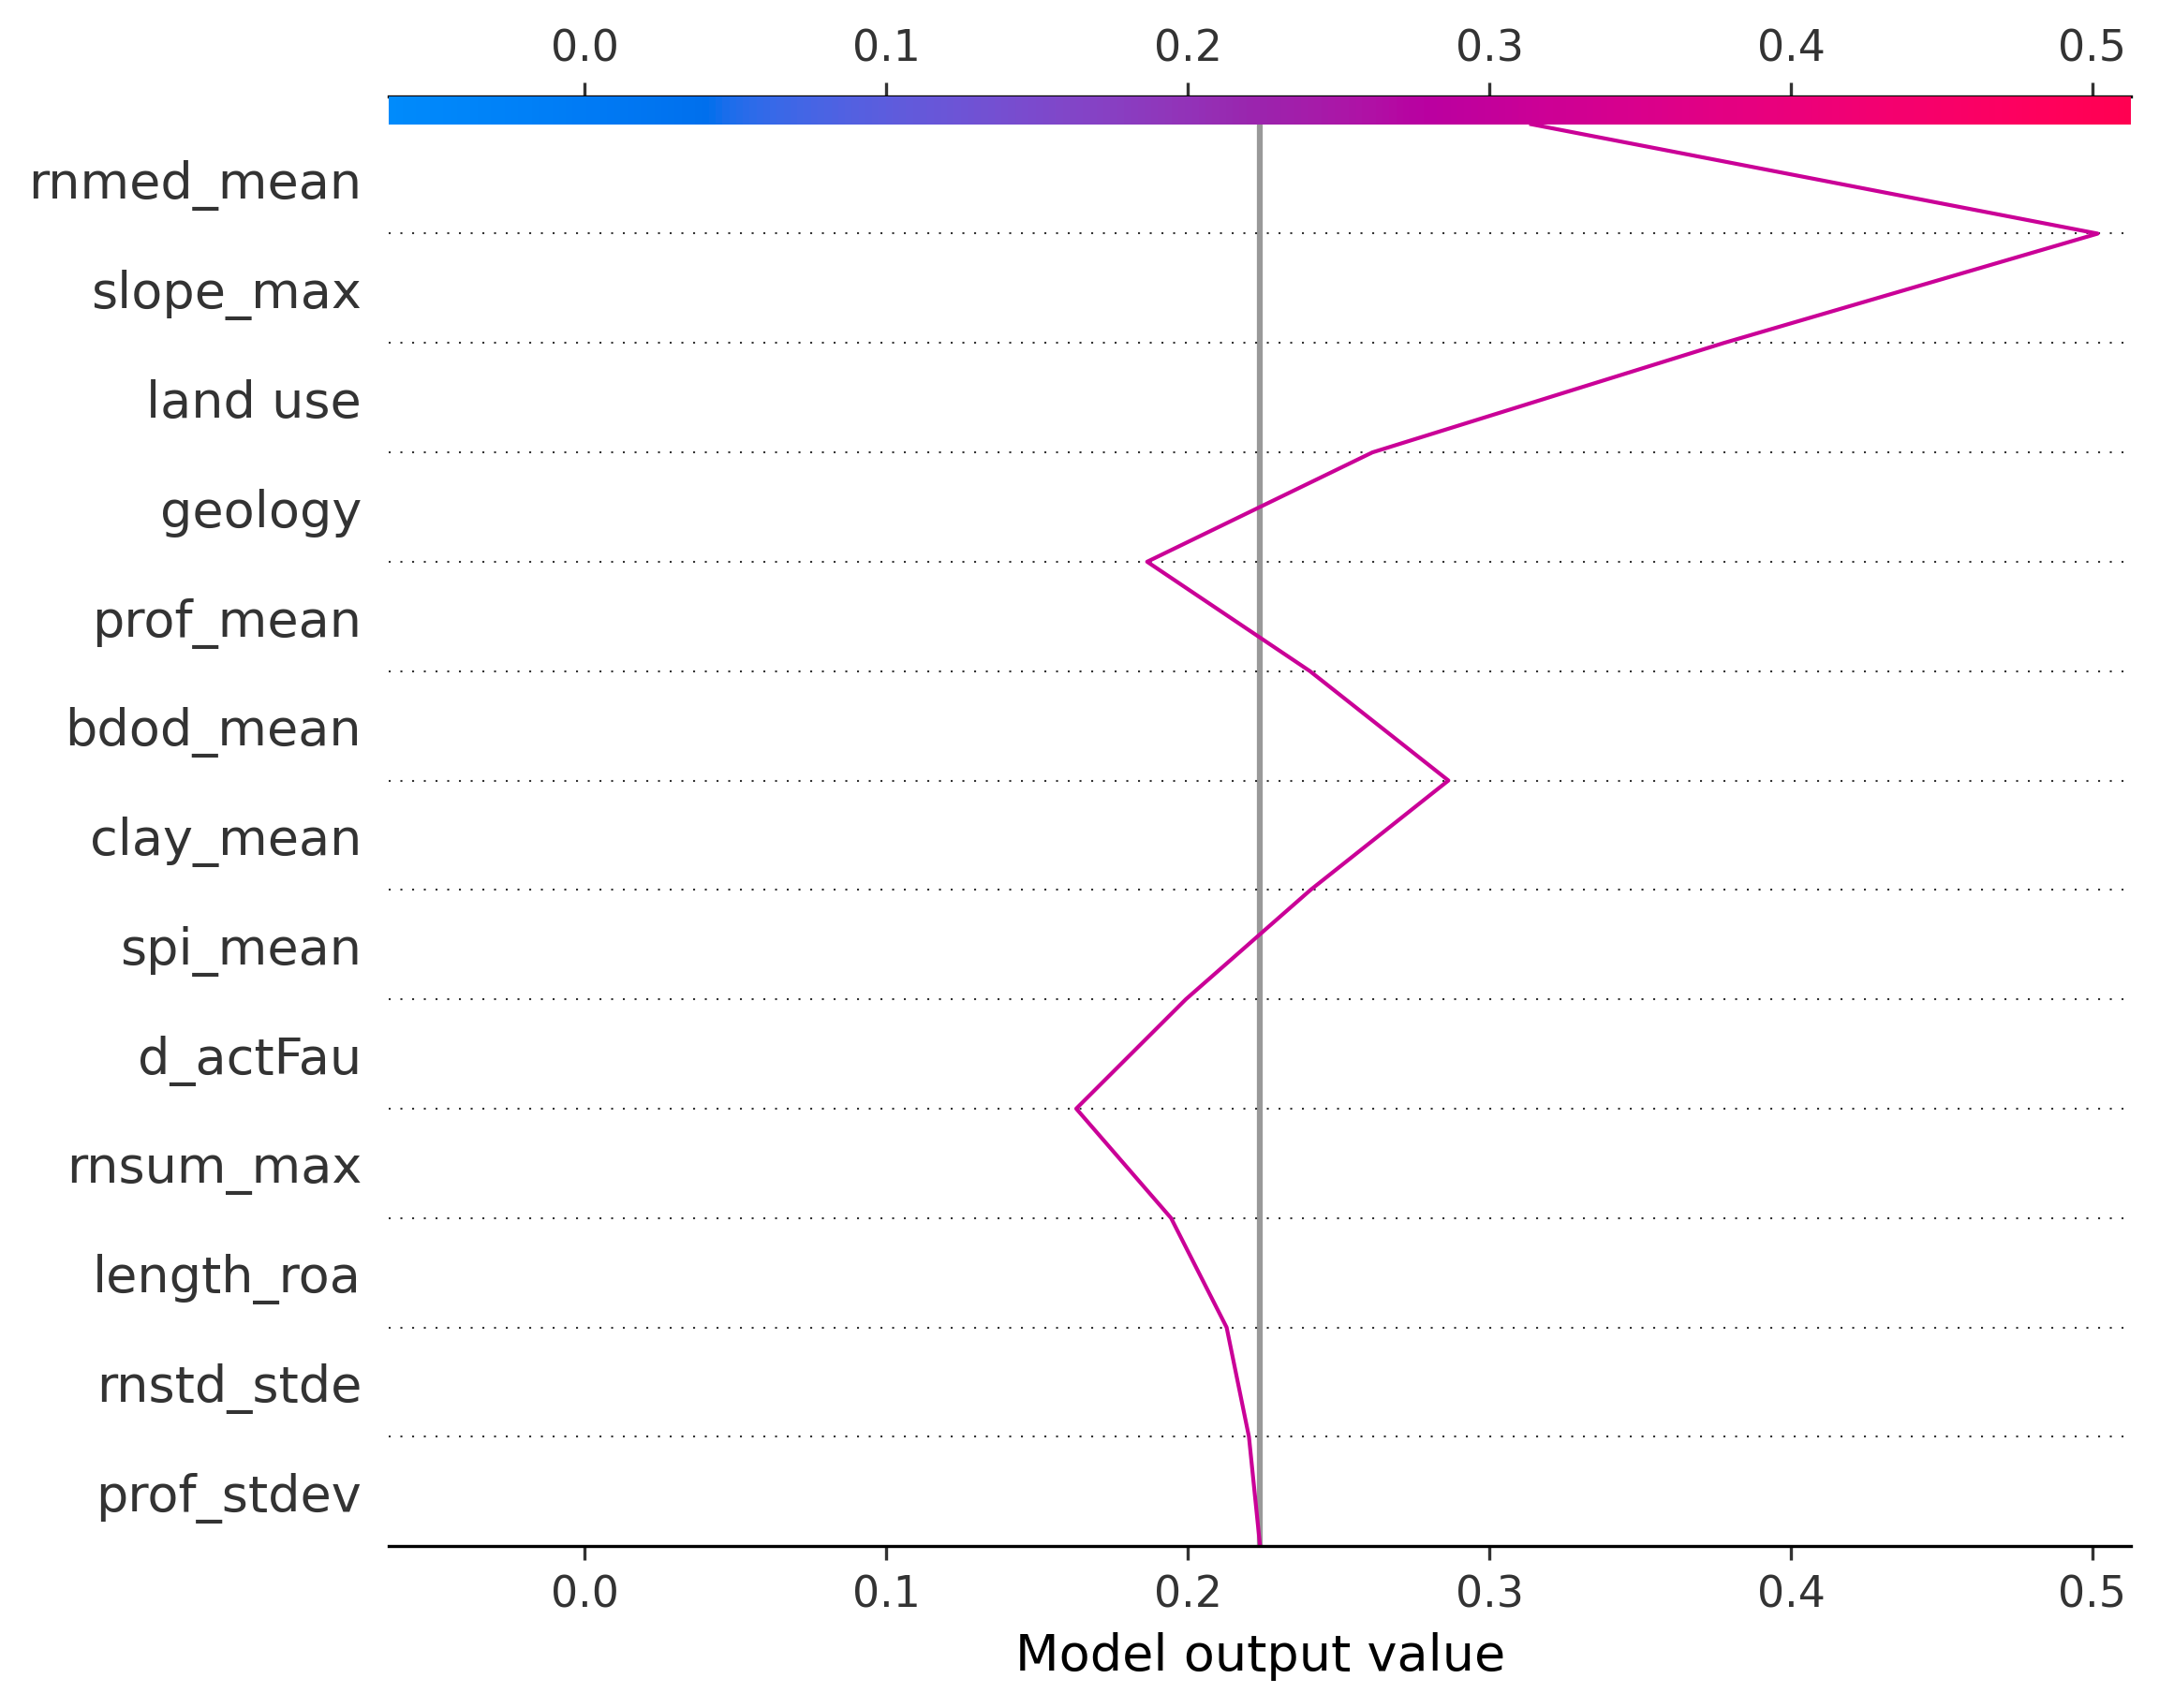 0.0 0.1 0.2 0.3 0.4 0.5
rnmed_mean
slope_max
land use
geology
prof_mean
bdod_mean
clay_mean
spi_mean
d_actFau
rnsum_max
length_roa
rnstd_stde
prof_stdev
0.0 0.1 0.2 0.3 0.4 0.5
Model output value